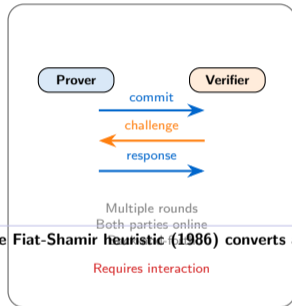 Prover
Verifier
commit
challenge
response
Multiple rounds
Both parties online
e Fiat-Shamir heuristic (1986) converts
Requires interaction